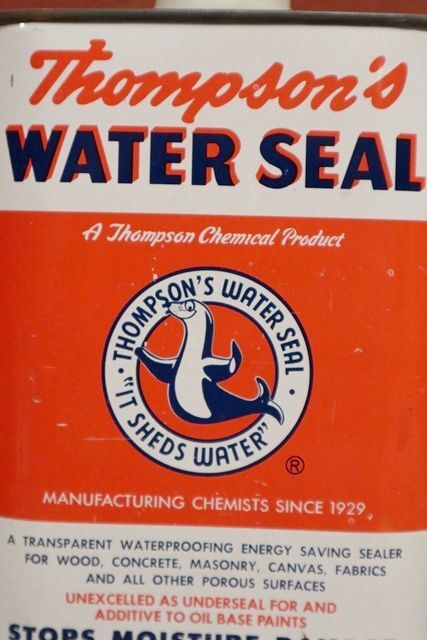 Thompson's
WATER SEAL
A Thompson Chemical Product
THOMPSON'S WATER SEAL
"IT SHEDS WATER"
®
MANUFACTURING CHEMISTS SINCE 1929
A TRANSPARENT WATERPROOFING ENERGY SAVING SEALER
FOR WOOD, CONCRETE, MASONRY, CANVAS, FABRICS
AND ALL OTHER POROUS SURFACES
UNEXCELLED AS UNDERSEAL FOR AND
ADDITIVE TO OIL BASE PAINTS
STOPS MOISTURE